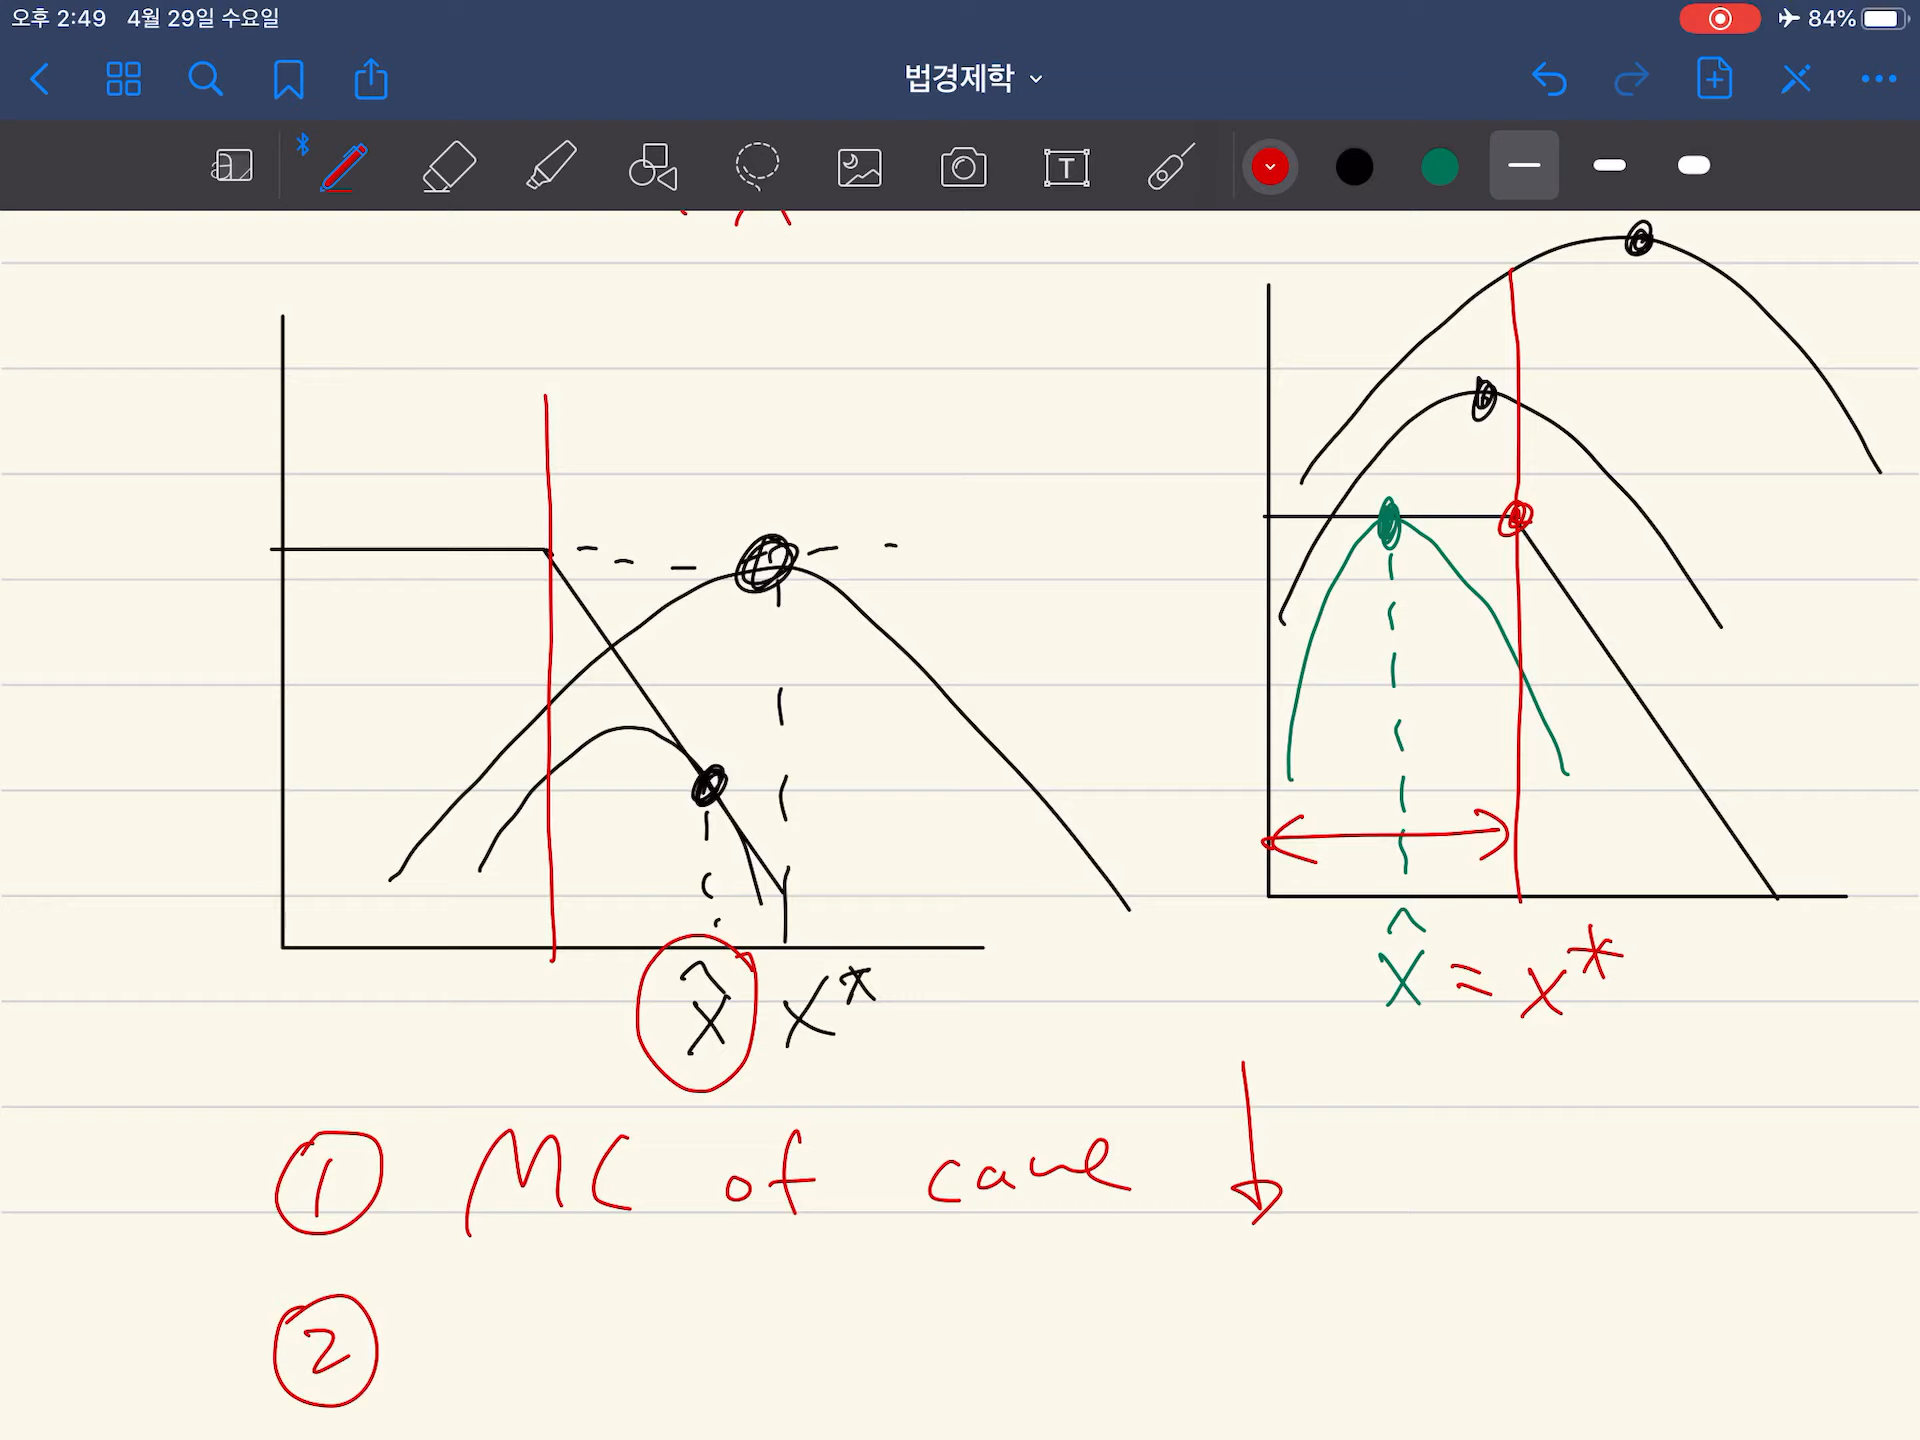 오후 2:49 4월 29일 수요일 84%
법경제학
x̂ x*
x̂ = x*
① MC of care ↓
②